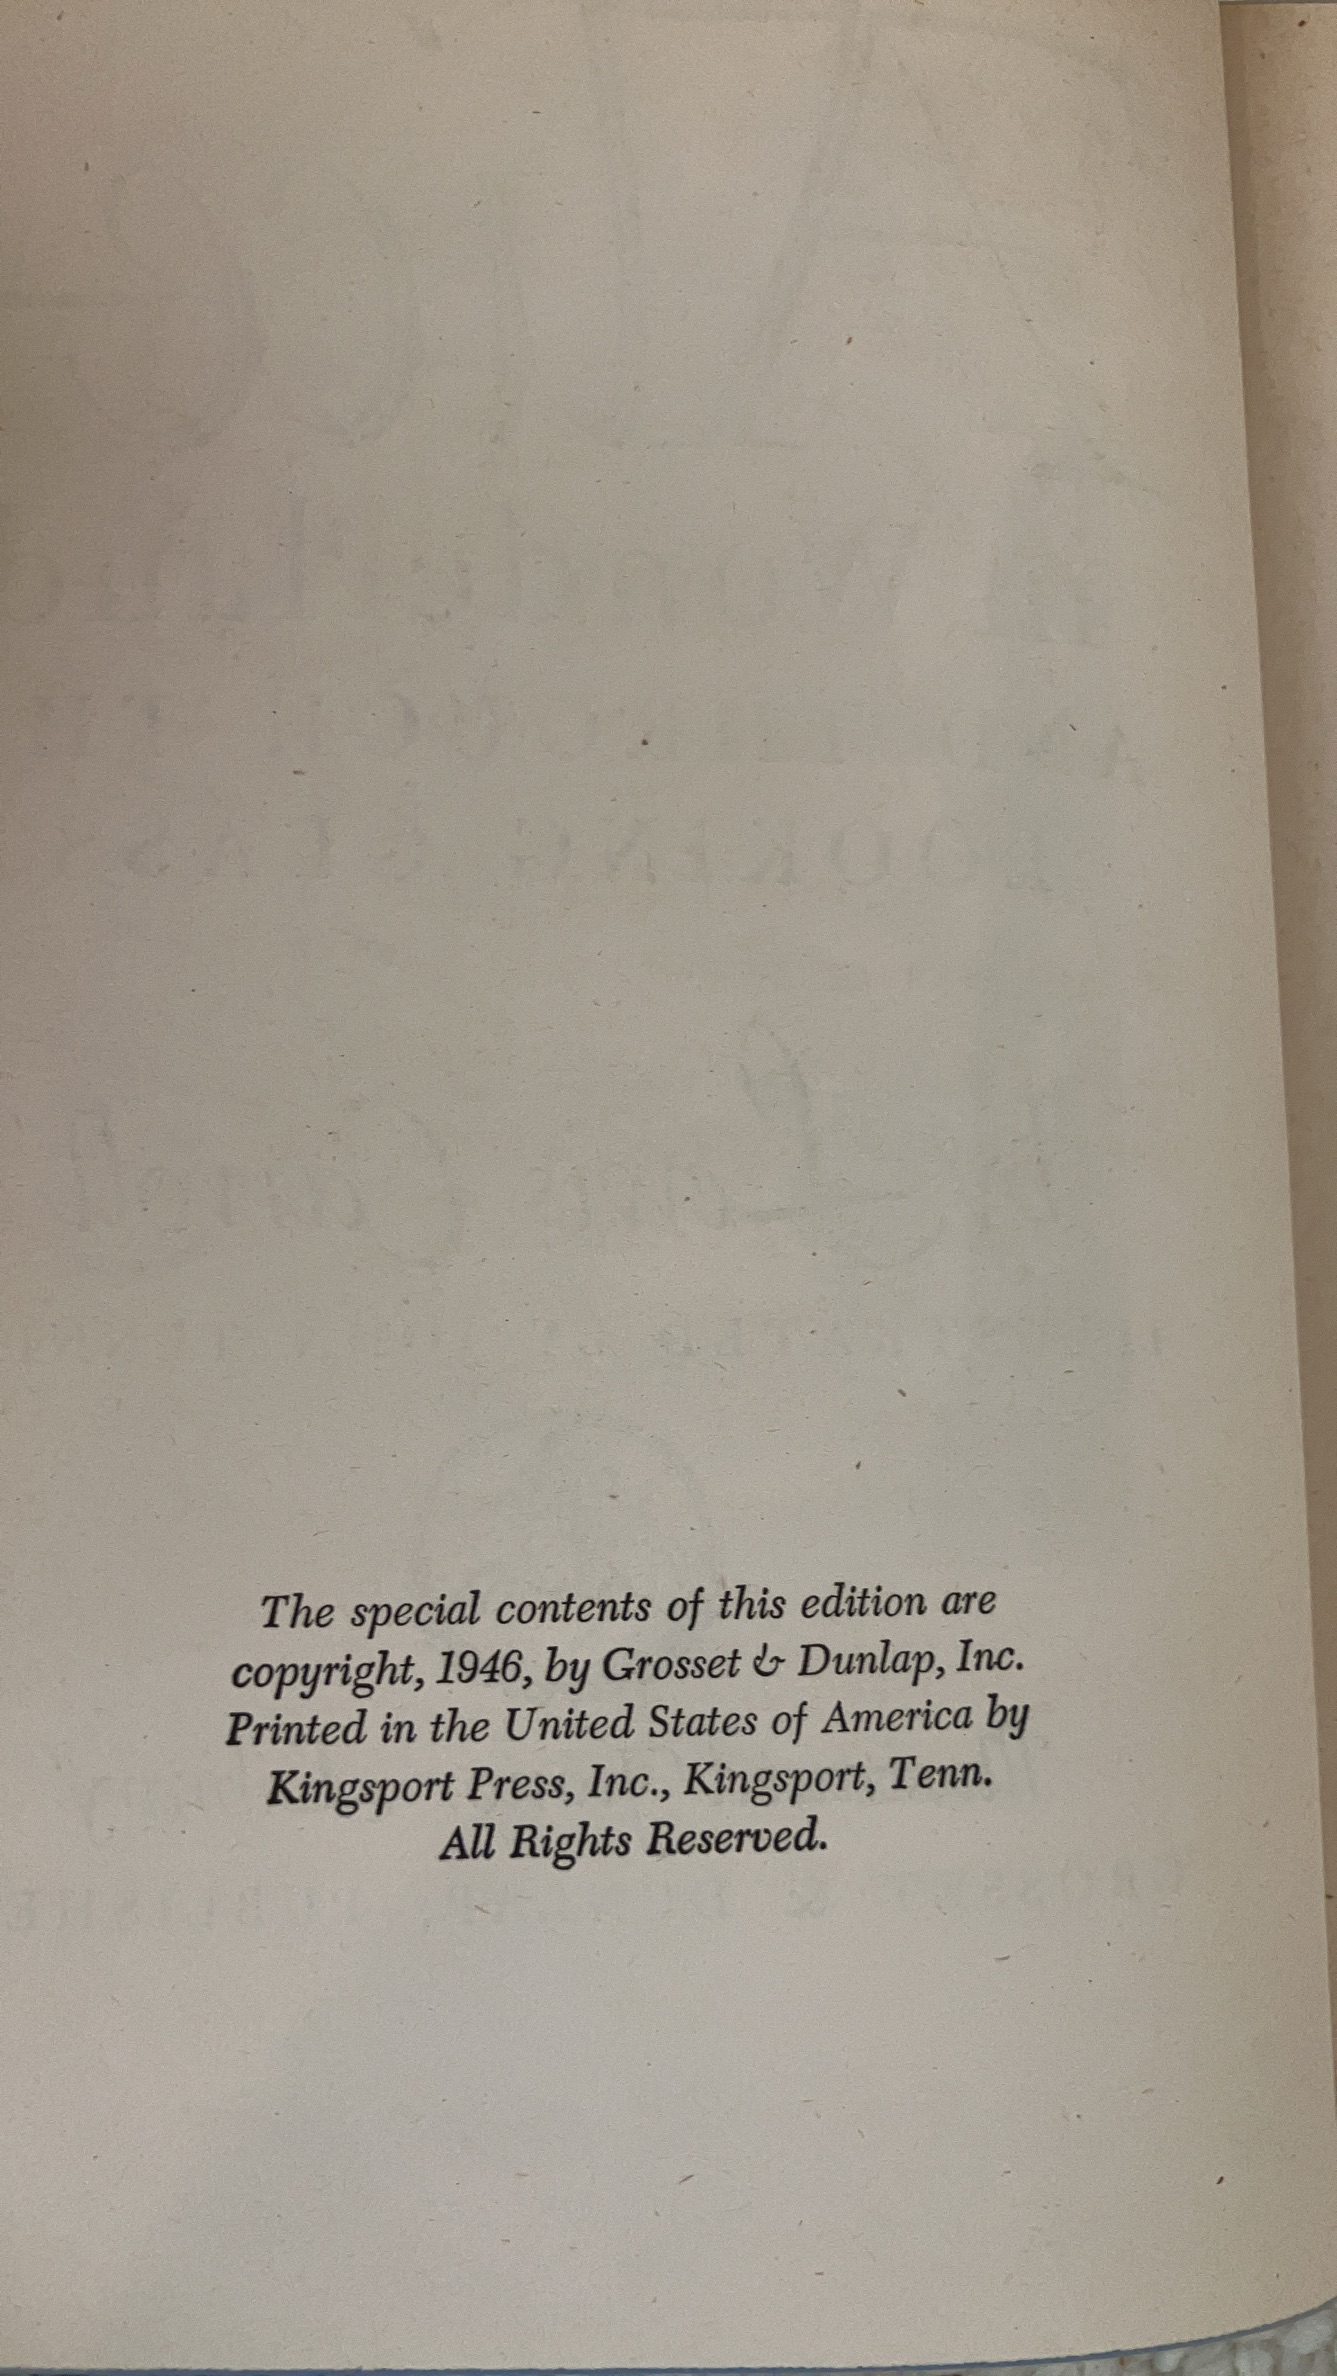 The special contents of this edition are
copyright, 1946, by Grosset & Dunlap, Inc.
Printed in the United States of America by
Kingsport Press, Inc., Kingsport, Tenn.
All Rights Reserved.